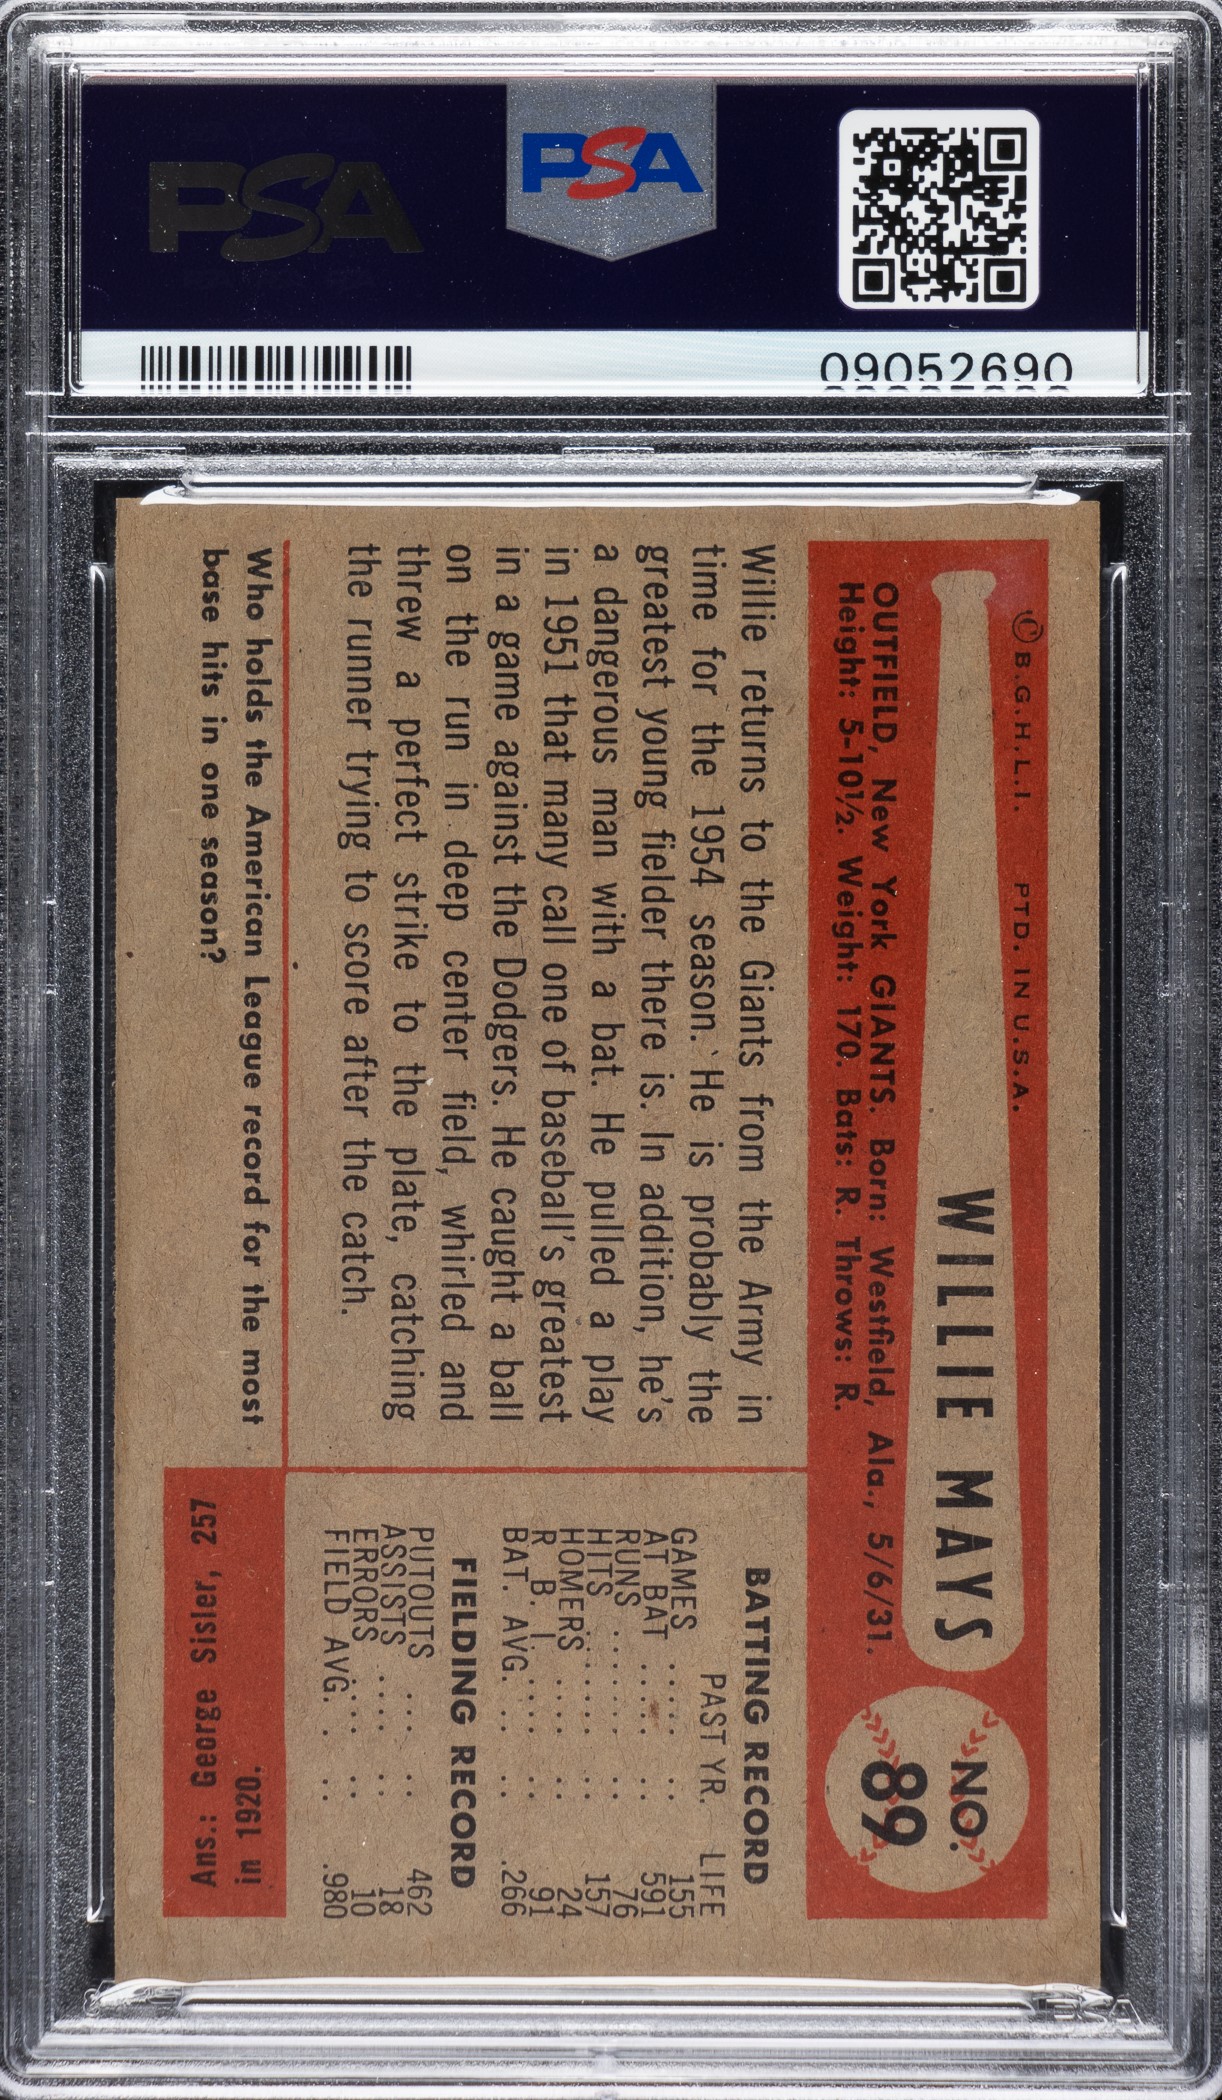 PSA
PSA
09052690
© B.G.H.L.I. PTD. IN U.S.A.
WILLIE MAYS
NO.
89
OUTFIELD, New York GIANTS. Born: Westfield, Ala., 5/6/31.
Height: 5-10½. Weight: 170. Bats: R. Throws: R.
Willie returns to the Giants from the Army in
time for the 1954 season. He is probably the
greatest young fielder there is. In addition, he's
a dangerous man with a bat. He pulled a play
in 1951 that many call one of baseball's greatest
in a game against the Dodgers. He caught a ball
on the run in deep center field, whirled and
threw a perfect strike to the plate, catching
the runner trying to score after the catch.
BATTING RECORD
PAST YR. LIFE
GAMES ..... .. 155
AT BAT ..... .. 591
RUNS ...... .. 76
HITS ...... .. 157
HOMERS .... .. 24
R. B. I. .... .. 91
BAT. AVG. .. .. .266
FIELDING RECORD
PUTOUTS ... .. 462
ASSISTS .... .. 18
ERRORS .... .. 10
FIELD AVG. . .. .980
Who holds the American League record for the most
base hits in one season?
Ans.: George Sisler, 257
in 1920.
PSA